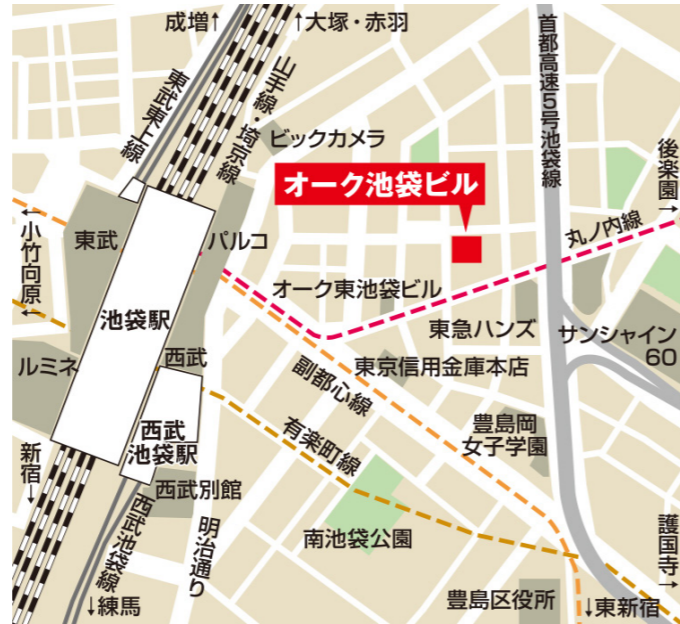 成増↑
↑大塚・赤羽
東武東上線
山手線・埼京線
ビックカメラ
首都高速5号池袋線
後楽園→
オーク池袋ビル
丸ノ内線
←小竹向原
東武
パルコ
池袋駅
オーク東池袋ビル
東急ハンズ
サンシャイン
60
ルミネ
西武
東京信用金庫本店
副都心線
西武
池袋駅
有楽町線
豊島岡
女子学園
新宿↓
西武別館
西武池袋線
明治通り
南池袋公園
護国寺→
↓練馬
豊島区役所
↓東新宿